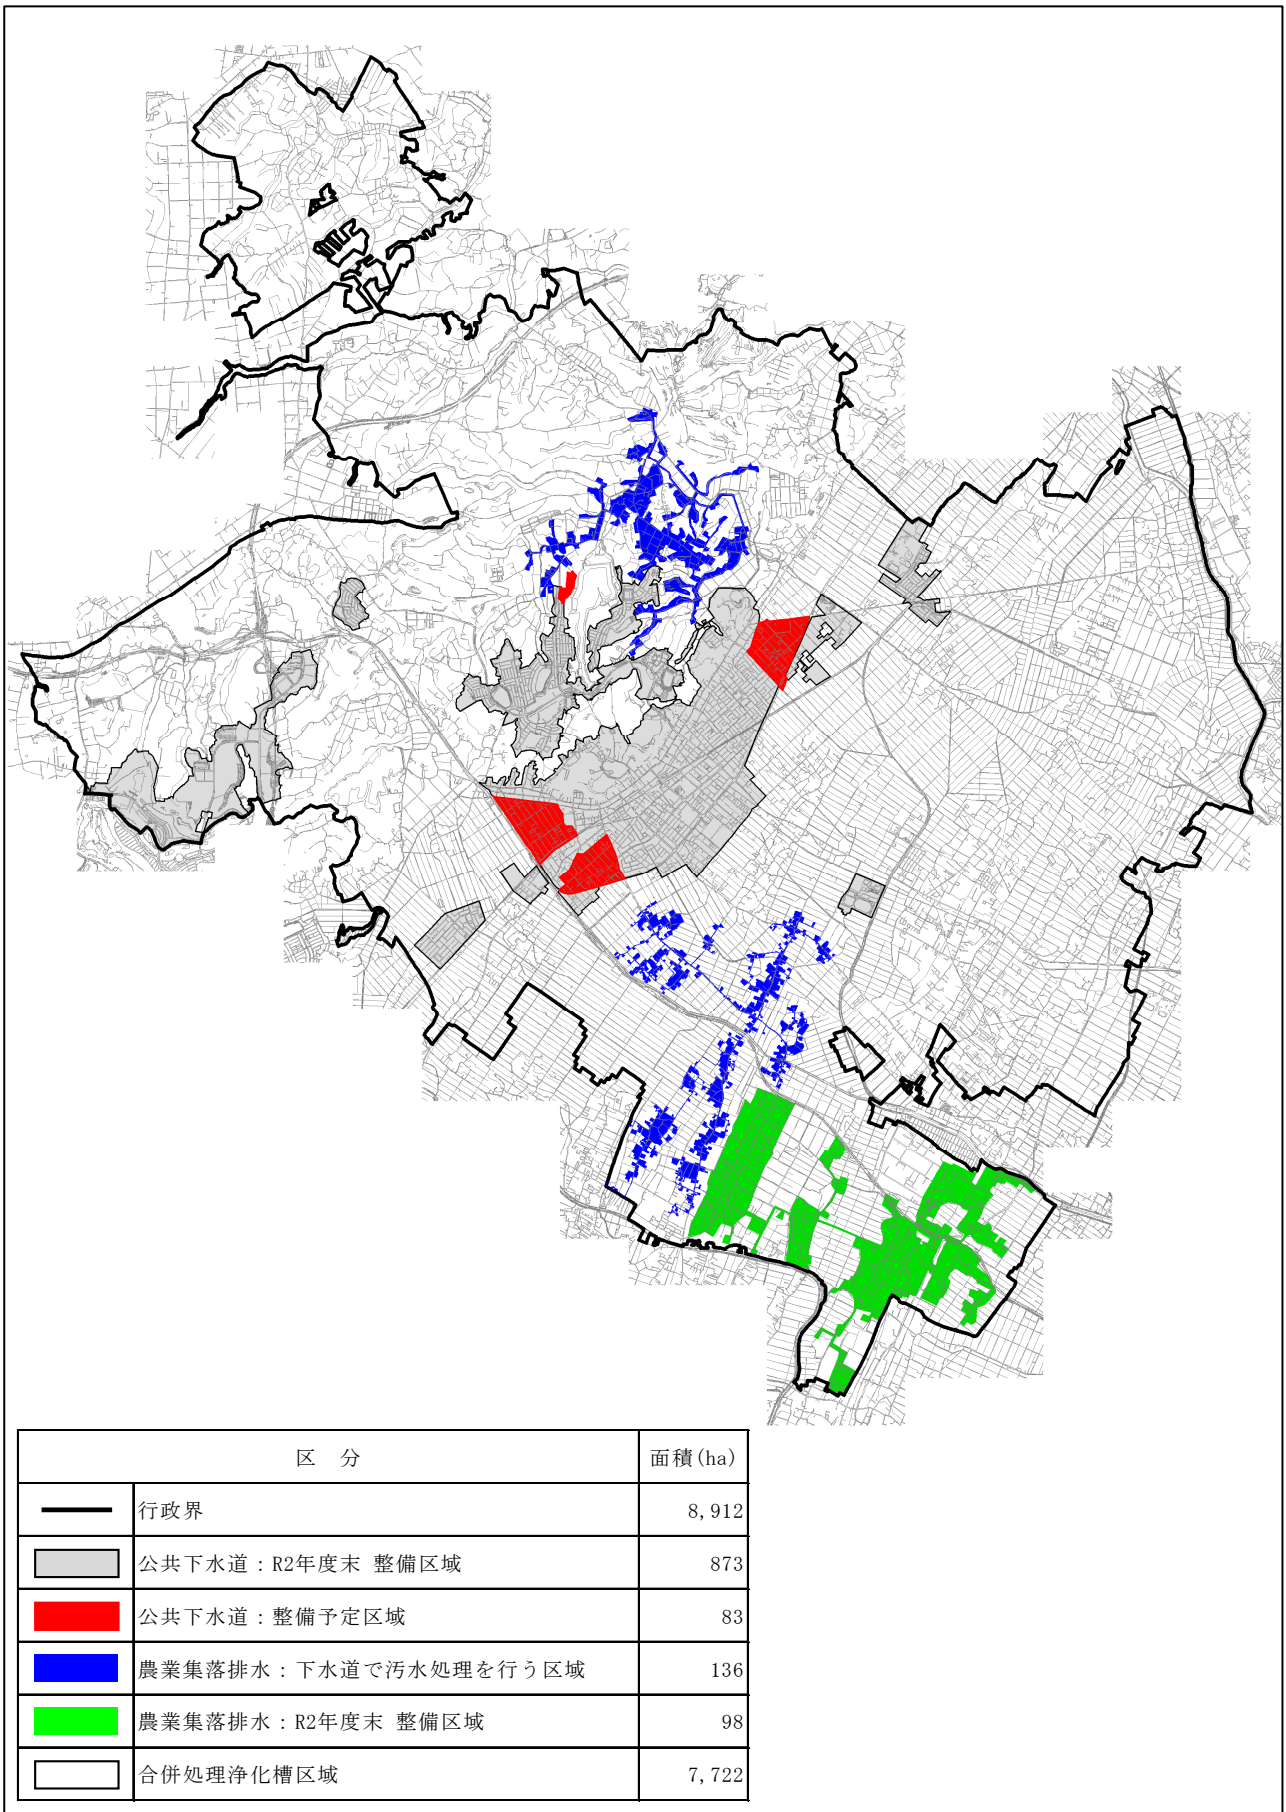 区 分 面積(ha)
行政界 8,912
公共下水道：R2年度末 整備区域 873
公共下水道：整備予定区域 83
農業集落排水：下水道で汚水処理を行う区域 136
農業集落排水：R2年度末 整備区域 98
合併処理浄化槽区域 7,722